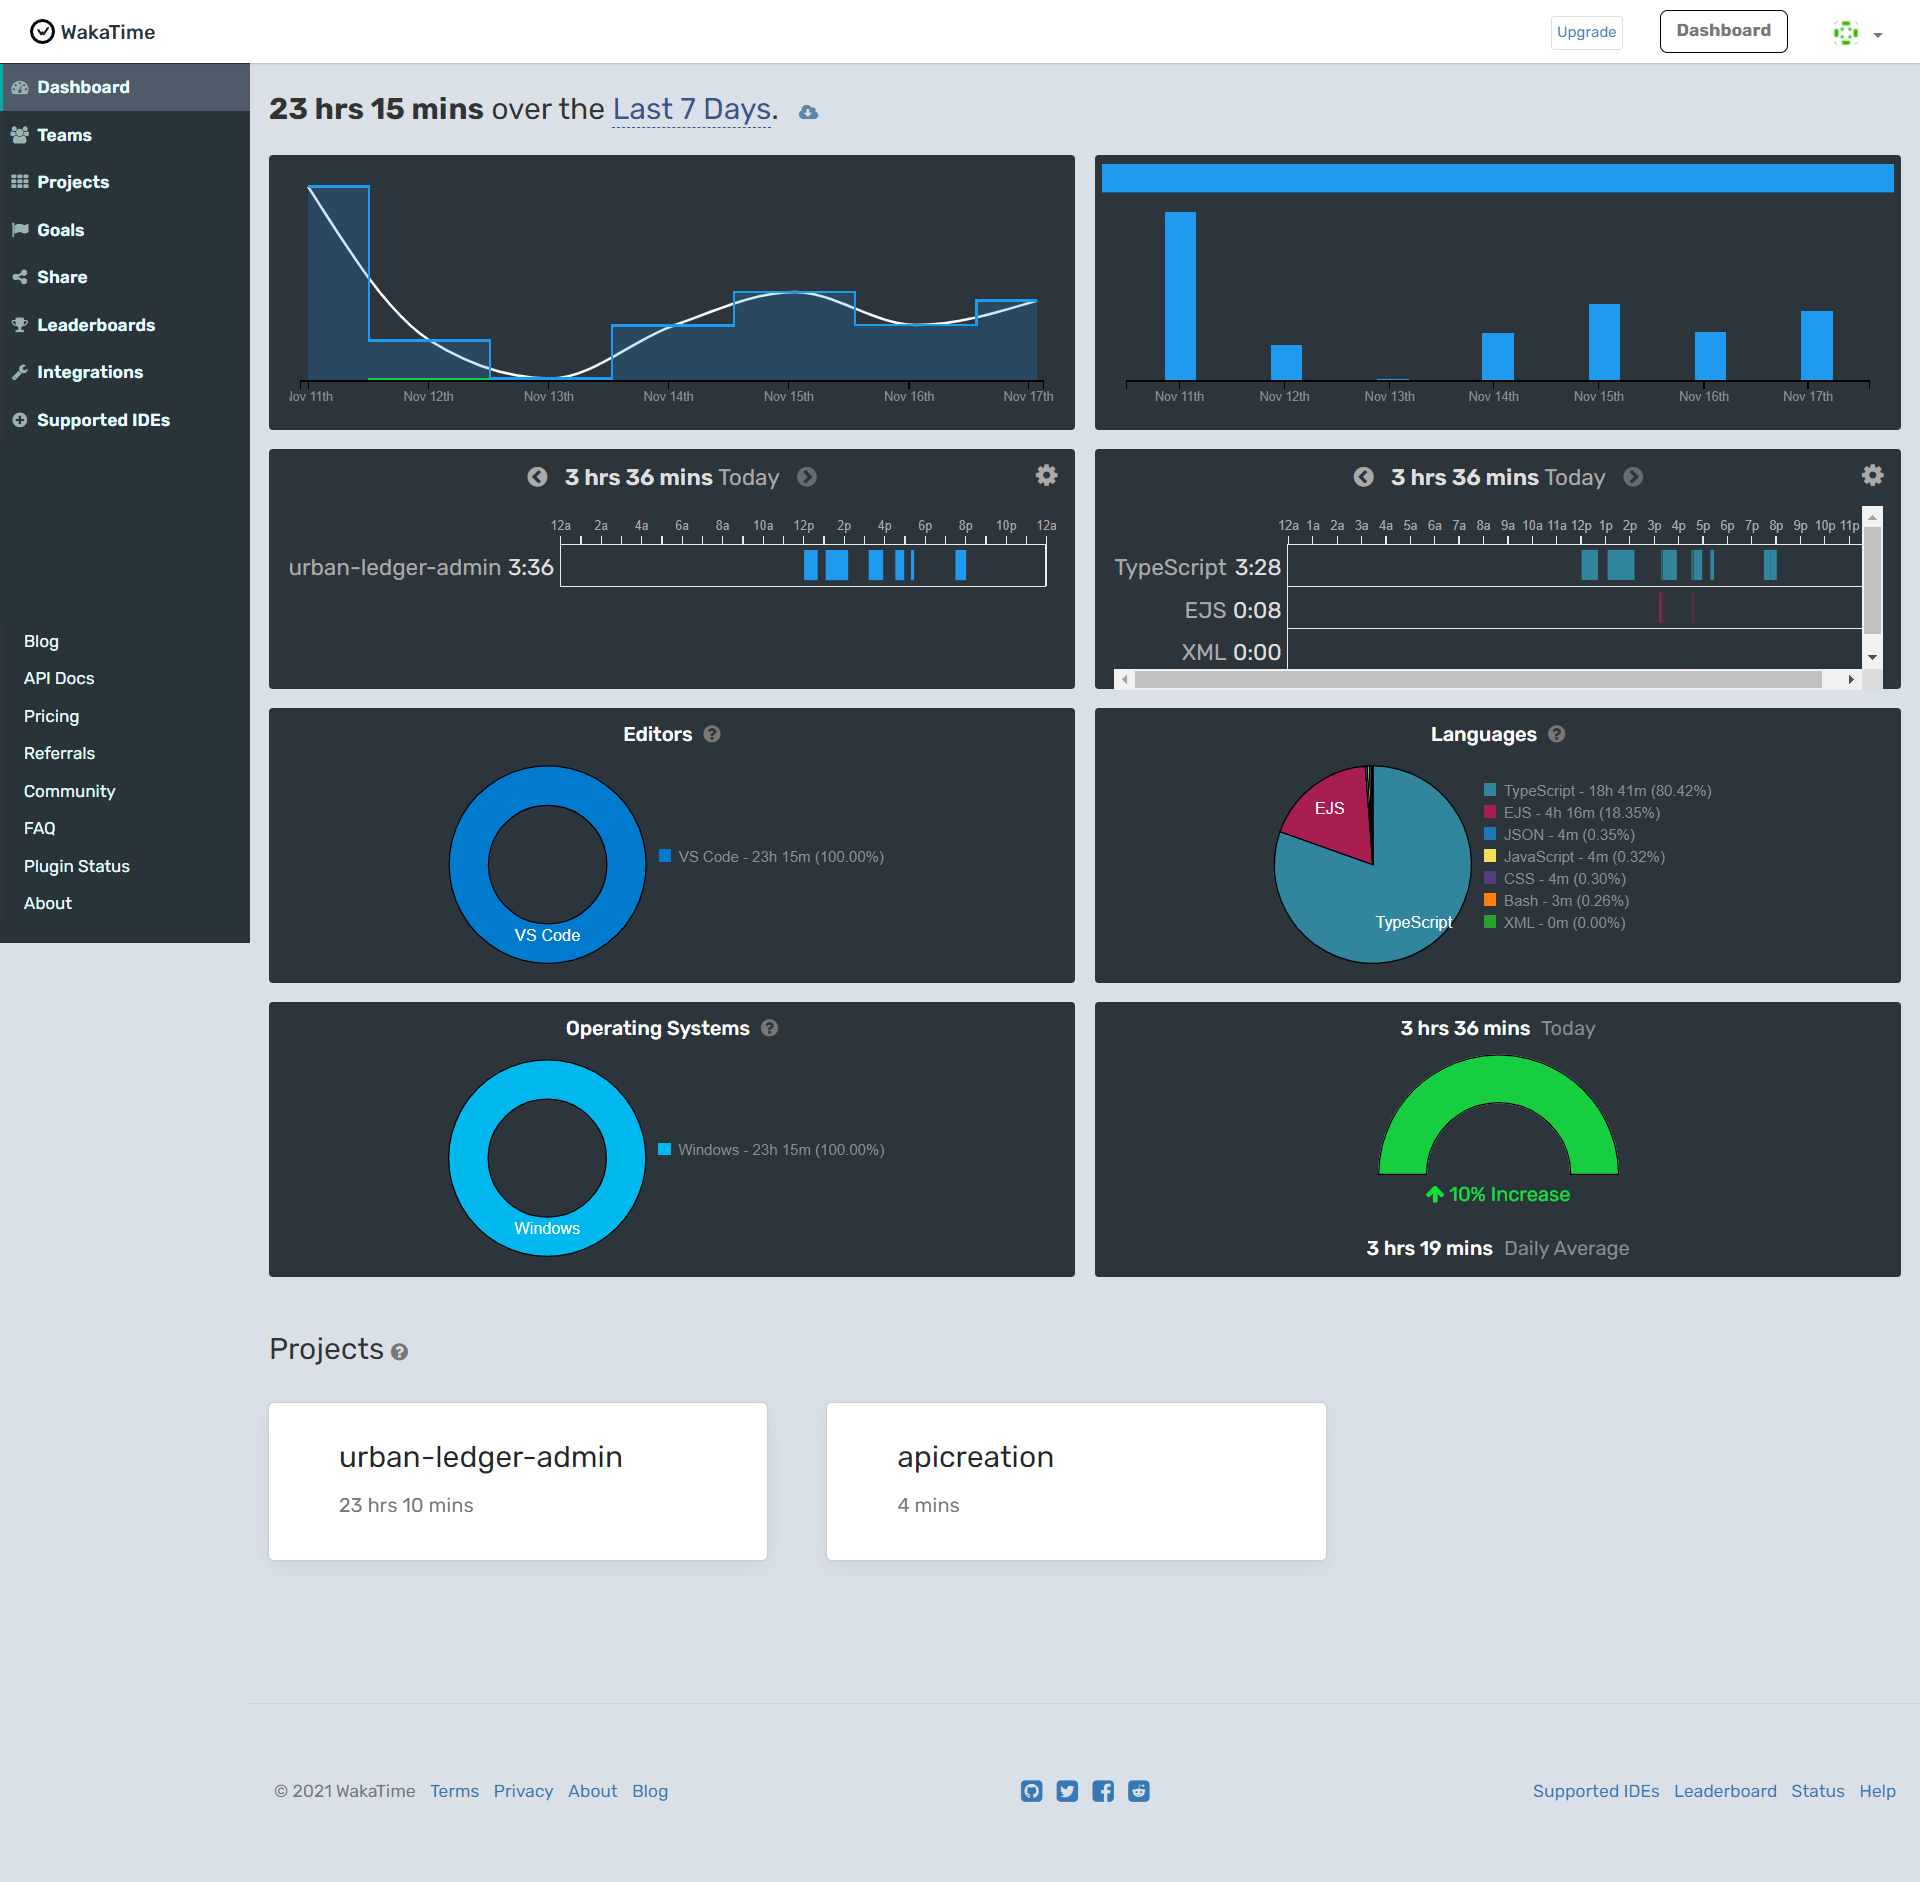 WakaTime
Upgrade
Dashboard
Dashboard
Teams
Projects
Goals
Share
Leaderboards
Integrations
Supported IDEs
Blog
API Docs
Pricing
Referrals
Community
FAQ
Plugin Status
About
23 hrs 15 mins over the Last 7 Days.
Nov 11th Nov 12th Nov 13th Nov 14th Nov 15th Nov 16th Nov 17th
Nov 11th Nov 12th Nov 13th Nov 14th Nov 15th Nov 16th Nov 17th
3 hrs 36 mins Today
12a 2a 4a 6a 8a 10a 12p 2p 4p 6p 8p 10p 12a
urban-ledger-admin 3:36
3 hrs 36 mins Today
12a 1a 2a 3a 4a 5a 6a 7a 8a 9a 10a 11a 12p 1p 2p 3p 4p 5p 6p 7p 8p 9p 10p 11p
TypeScript 3:28
EJS 0:08
XML 0:00
Editors
VS Code
VS Code - 23h 15m (100.00%)
Languages
EJS
TypeScript
TypeScript - 18h 41m (80.42%)
EJS - 4h 16m (18.35%)
JSON - 4m (0.35%)
JavaScript - 4m (0.32%)
CSS - 4m (0.30%)
Bash - 3m (0.26%)
XML - 0m (0.00%)
Operating Systems
Windows
Windows - 23h 15m (100.00%)
3 hrs 36 mins Today
10% Increase
3 hrs 19 mins Daily Average
Projects
urban-ledger-admin
23 hrs 10 mins
apicreation
4 mins
© 2021 WakaTime Terms Privacy About Blog
Supported IDEs Leaderboard Status Help